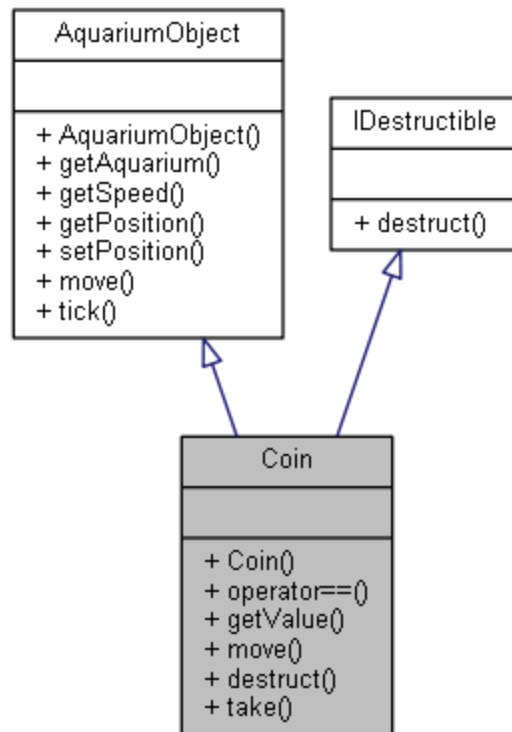 AquariumObject
+ AquariumObject()
+ getAquarium()
+ getSpeed()
+ getPosition()
+ setPosition()
+ move()
+ tick()
IDestructible
+ destruct()
Coin
+ Coin()
+ operator==()
+ getValue()
+ move()
+ destruct()
+ take()